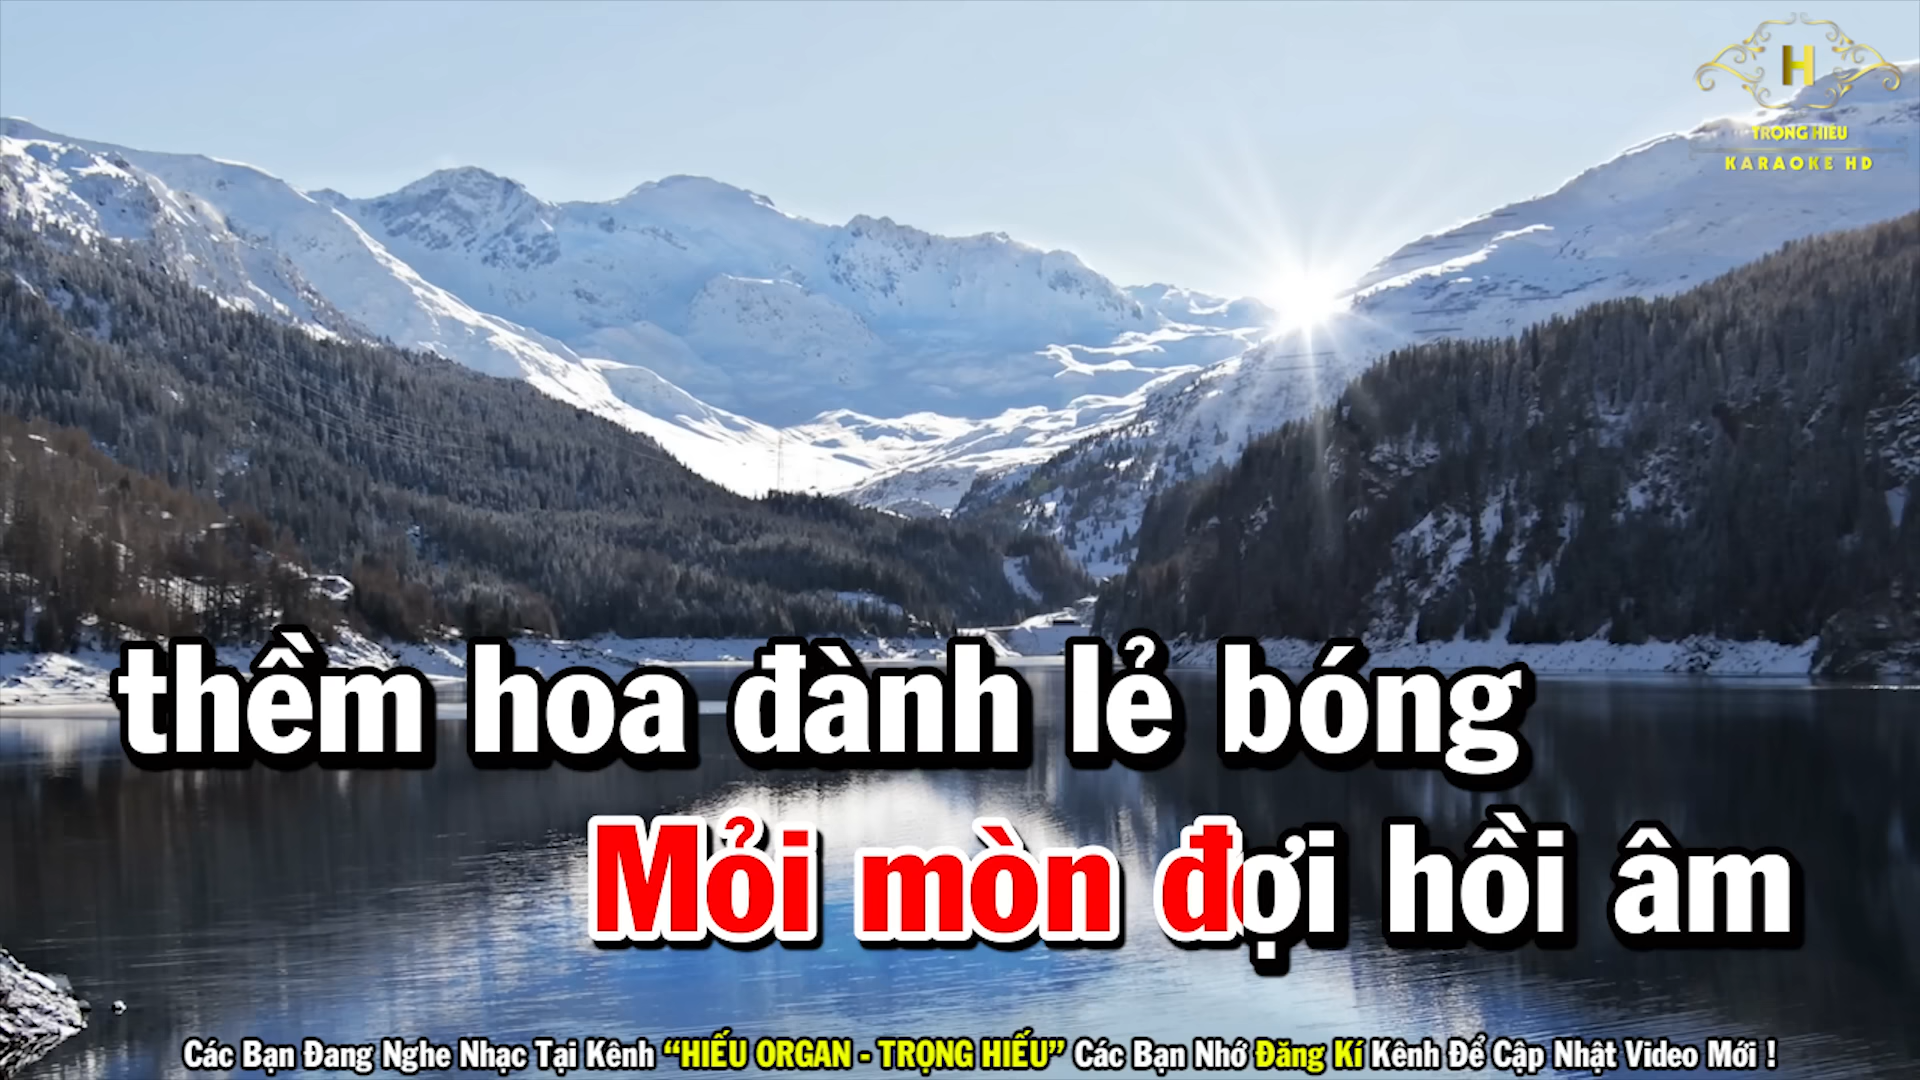 H
TRỌNG HIẾU
KARAOKE HD
thềm hoa đành lẻ bóng
Mỏi mòn đợi hồi âm
Các Bạn Đang Nghe Nhạc Tại Kênh “HIẾU ORGAN - TRỌNG HIẾU” Các Bạn Nhớ Đăng Kí Kênh Để Cập Nhật Video Mới !